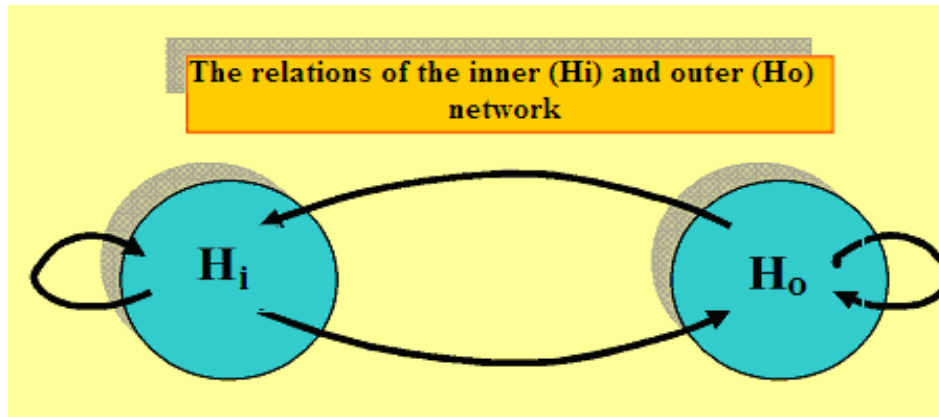 The relations of the inner (Hi) and outer (Ho)
network
Hi
Ho